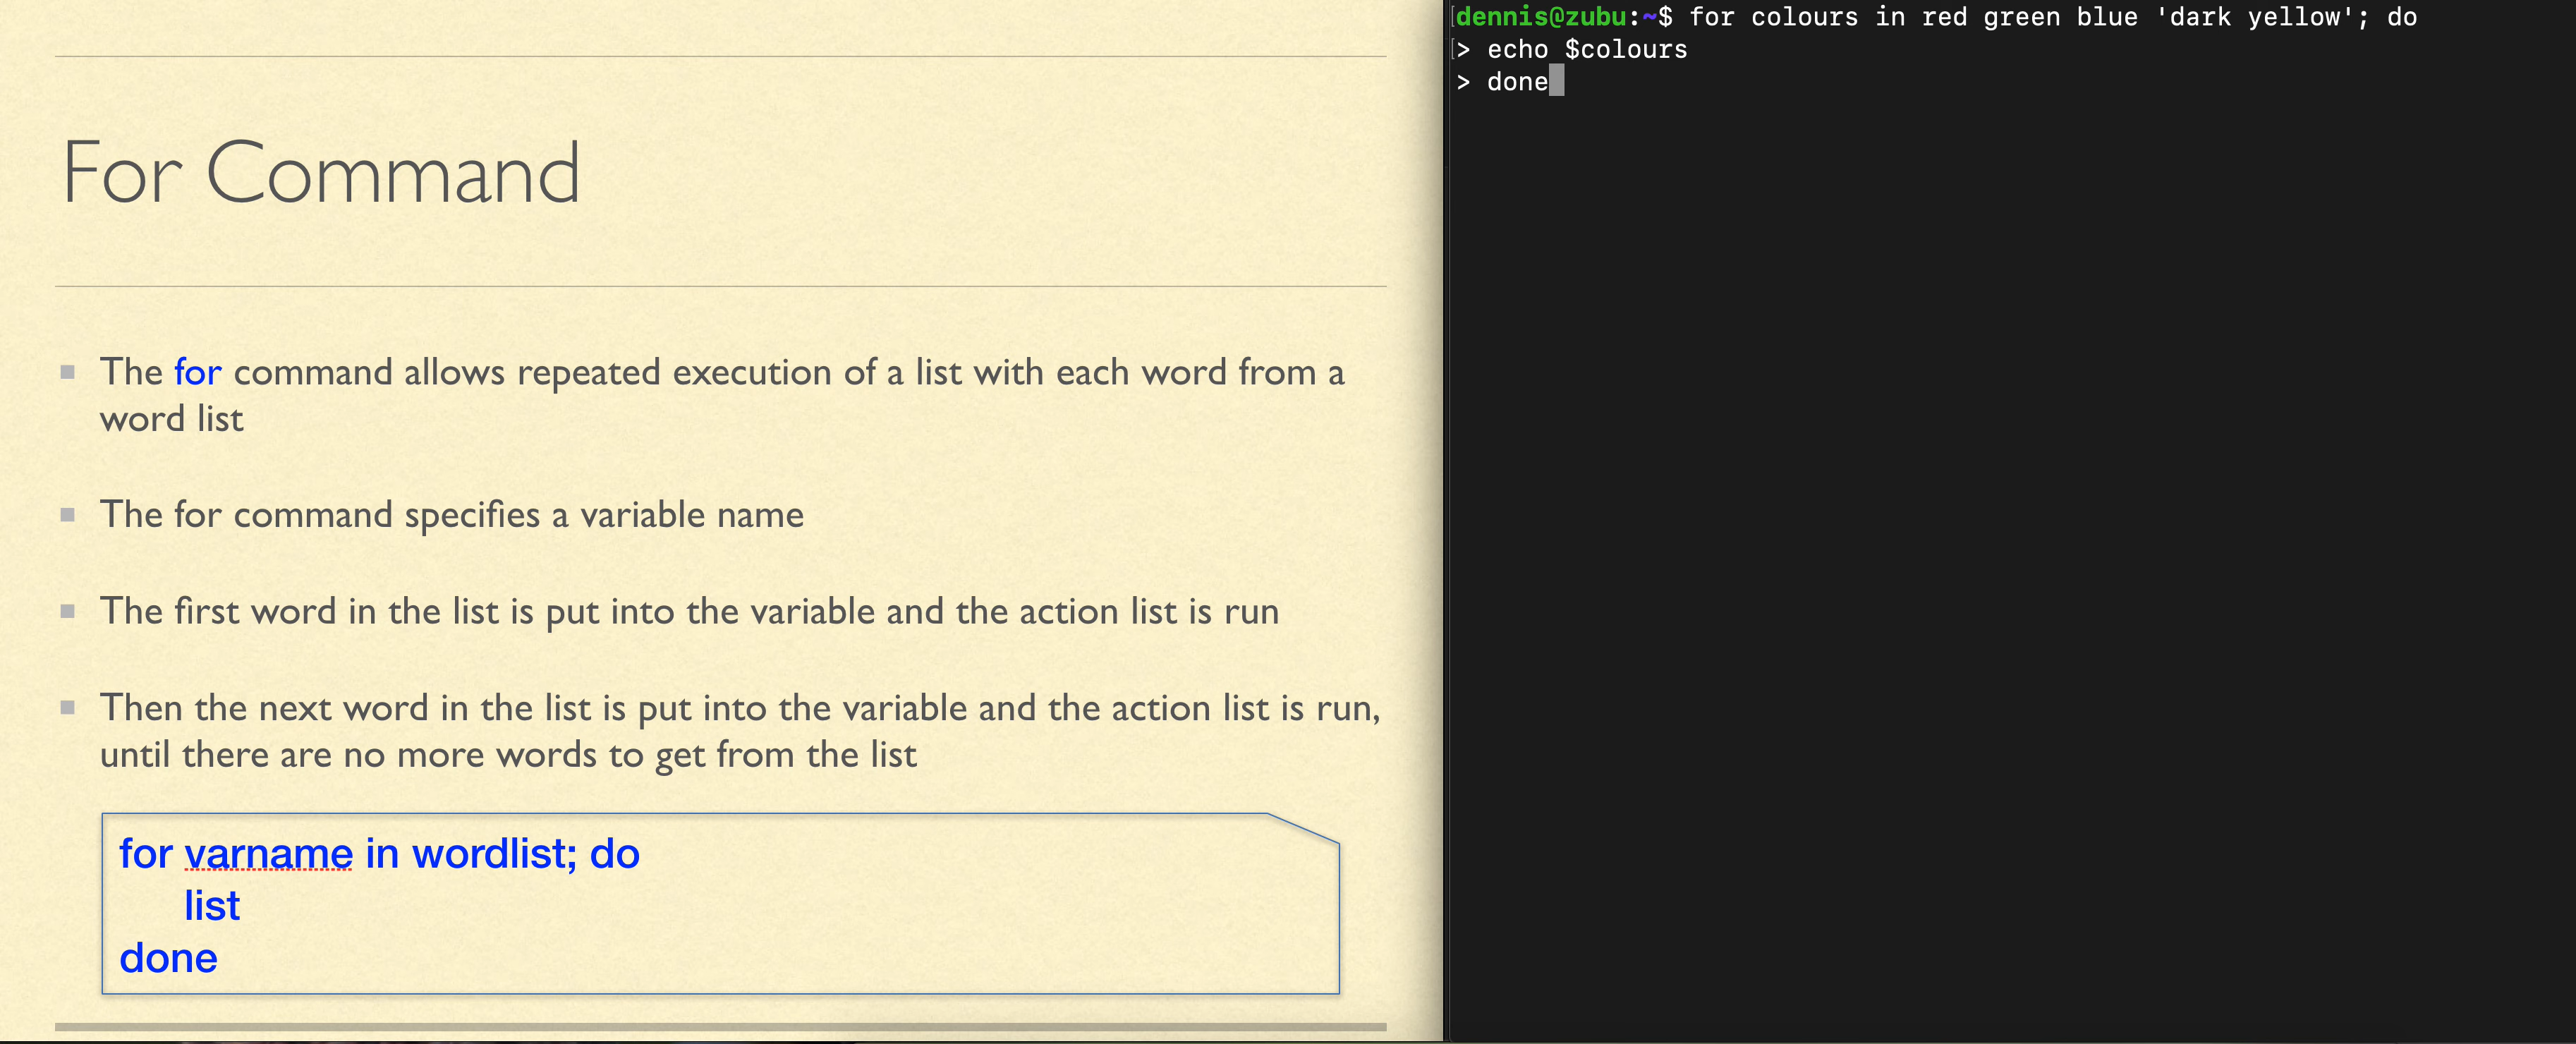 For Command
The for command allows repeated execution of a list with each word from a
word list
The for command specifies a variable name
The first word in the list is put into the variable and the action list is run
Then the next word in the list is put into the variable and the action list is run,
until there are no more words to get from the list
for varname in wordlist; do
list
done
dennis@zubu:~$ for colours in red green blue 'dark yellow'; do
> echo $colours
> done